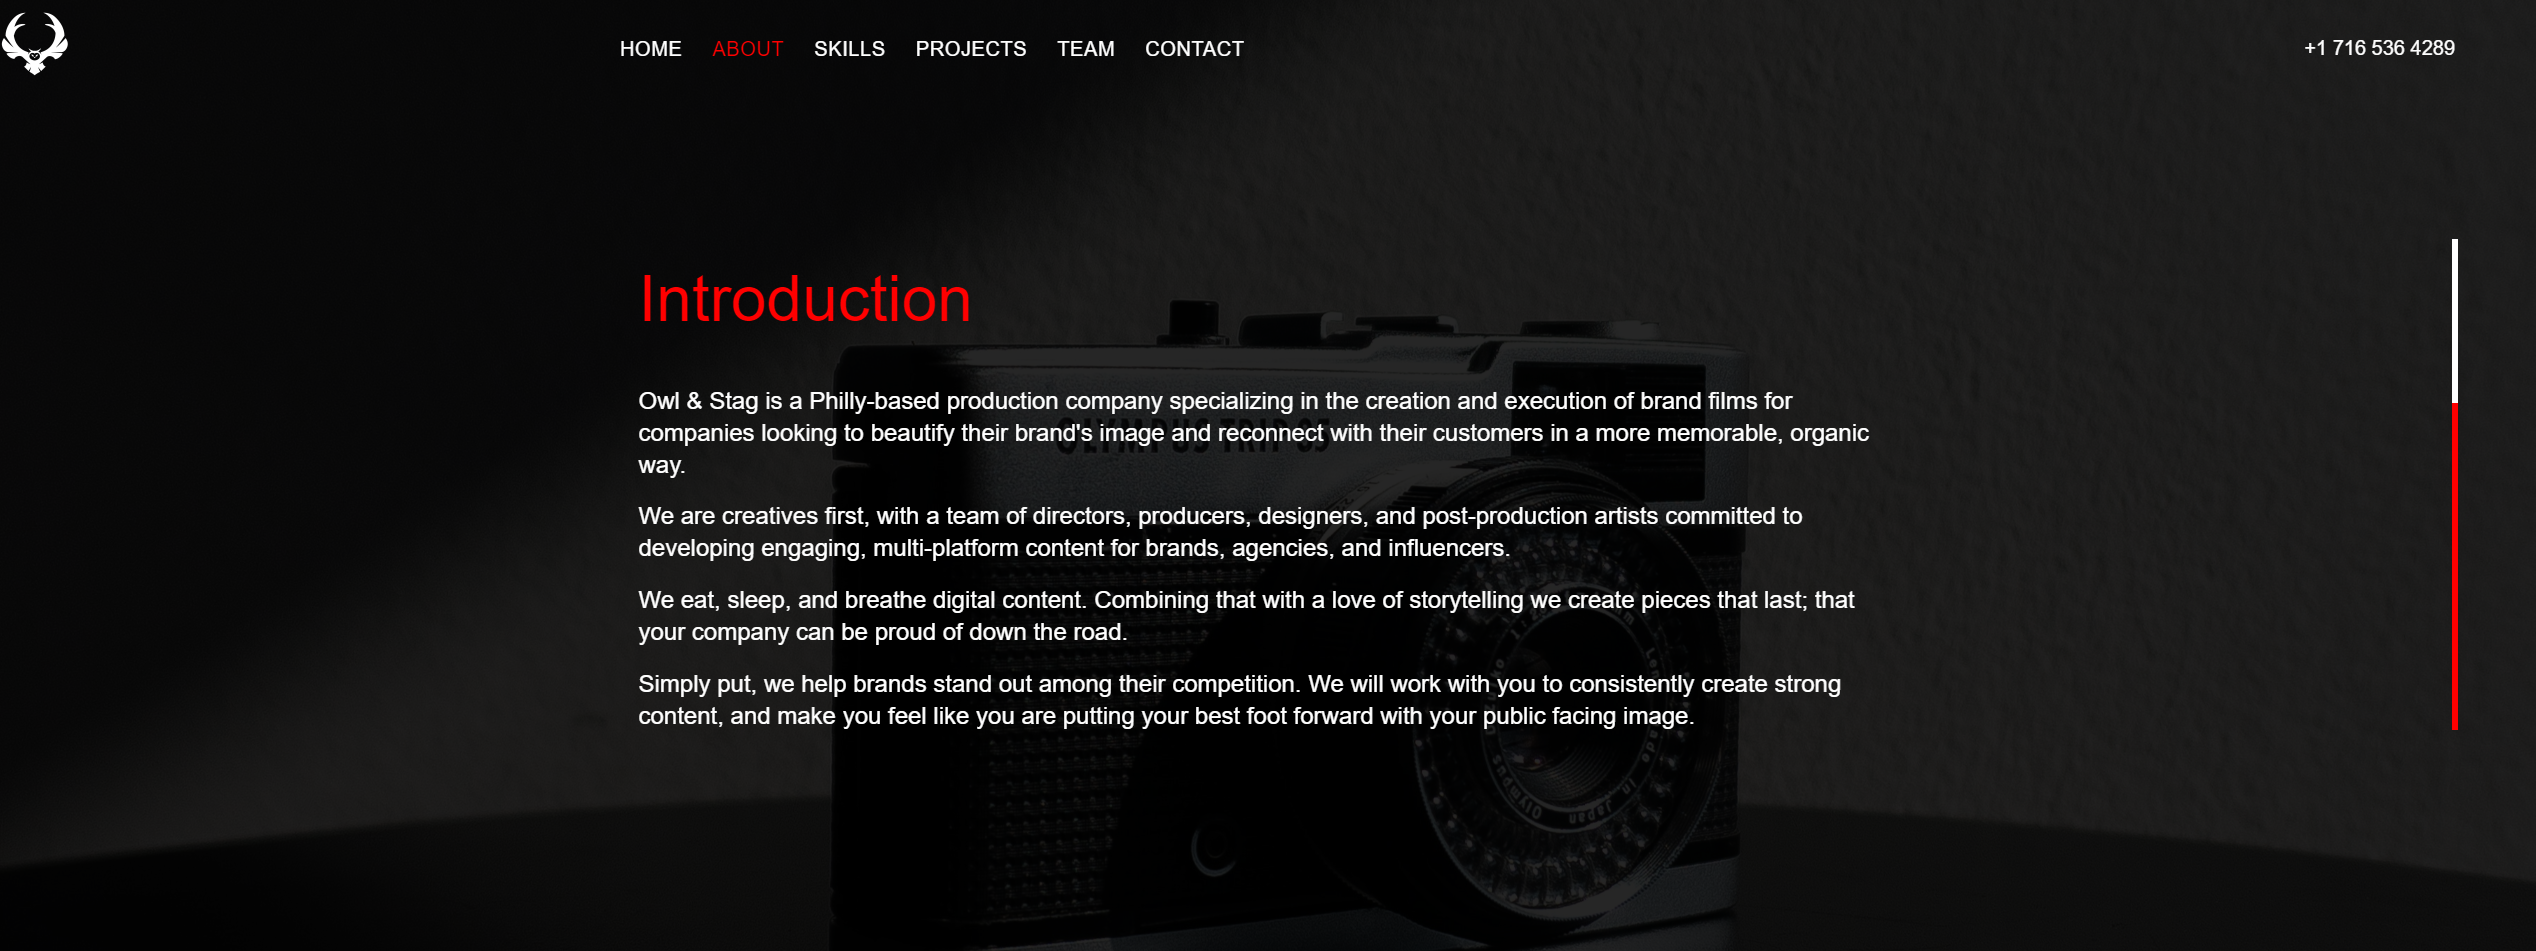 HOME ABOUT SKILLS PROJECTS TEAM CONTACT +1 716 536 4289
Introduction
Owl & Stag is a Philly-based production company specializing in the creation and execution of brand films for
companies looking to beautify their brand's image and reconnect with their customers in a more memorable, organic
way.
OLYMPUS TRIP 35
We are creatives first, with a team of directors, producers, designers, and post-production artists committed to
developing engaging, multi-platform content for brands, agencies, and influencers.
We eat, sleep, and breathe digital content. Combining that with a love of storytelling we create pieces that last; that
your company can be proud of down the road.
Simply put, we help brands stand out among their competition. We will work with you to consistently create strong
content, and make you feel like you are putting your best foot forward with your public facing image.
Olympus in Japan